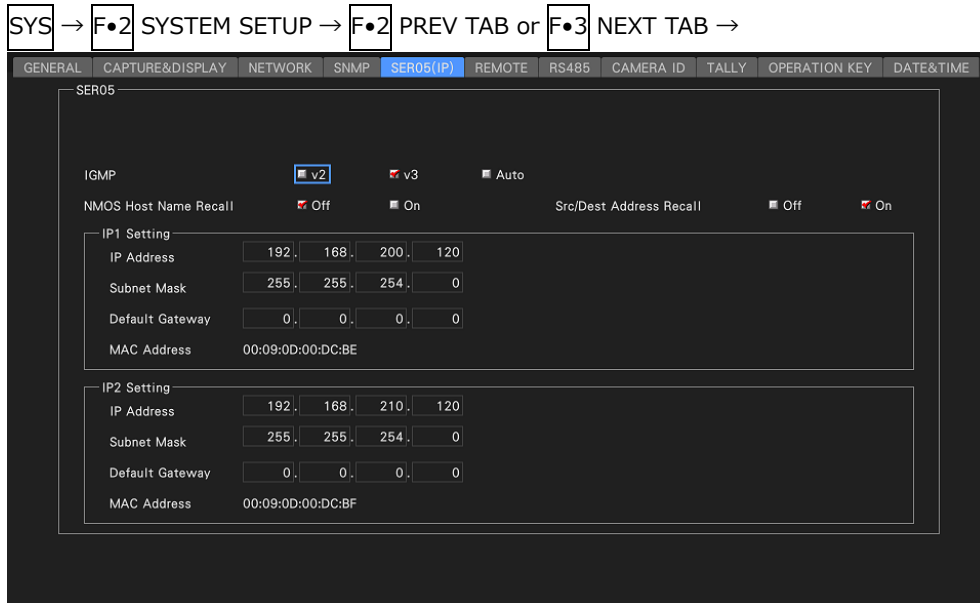 SYS → F•2 SYSTEM SETUP → F•2 PREV TAB or F•3 NEXT TAB →
GENERAL CAPTURE&DISPLAY NETWORK SNMP SER05(IP) REMOTE RS485 CAMERA ID TALLY OPERATION KEY DATE&TIME
SER05
IGMP v2 v3 Auto
NMOS Host Name Recall Off On Src/Dest Address Recall Off On
IP1 Setting
IP Address 192. 168. 200. 120
Subnet Mask 255. 255. 254. 0
Default Gateway 0. 0. 0. 0
MAC Address 00:09:0D:00:DC:BE
IP2 Setting
IP Address 192. 168. 210. 120
Subnet Mask 255. 255. 254. 0
Default Gateway 0. 0. 0. 0
MAC Address 00:09:0D:00:DC:BF